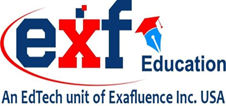 exf
Education
An EdTech unit of Exafluence Inc. USA